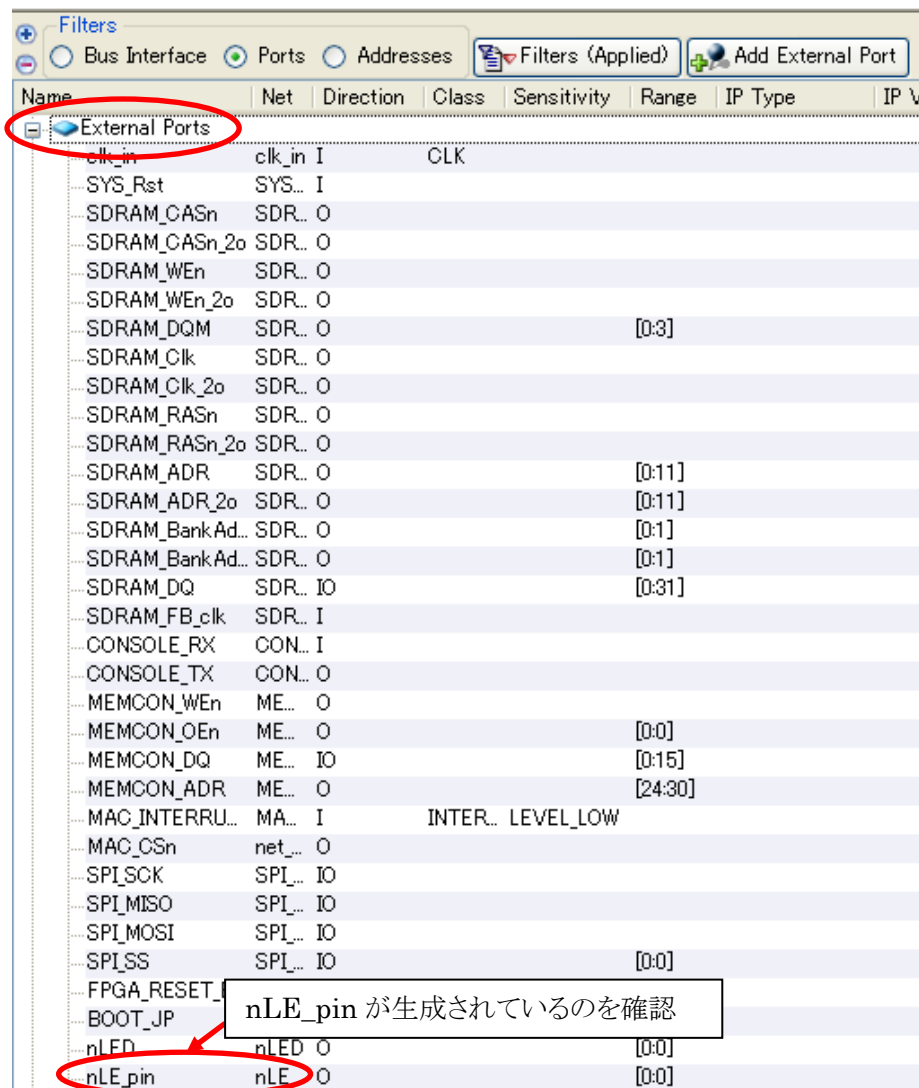 Filters
Bus Interface Ports Addresses Filters (Applied) Add External Port
Name Net Direction Class Sensitivity Range IP Type IP V
External Ports
clk_in clk_in I CLK
SYS_Rst SYS... I
SDRAM_CASn SDR... O
SDRAM_CASn_2o SDR... O
SDRAM_WEn SDR... O
SDRAM_WEn_2o SDR... O
SDRAM_DQM SDR... O [0:3]
SDRAM_Clk SDR... O
SDRAM_Clk_2o SDR... O
SDRAM_RASn SDR... O
SDRAM_RASn_2o SDR... O
SDRAM_ADR SDR... O [0:11]
SDRAM_ADR_2o SDR... O [0:11]
SDRAM_BankAd... SDR... O [0:1]
SDRAM_BankAd... SDR... O [0:1]
SDRAM_DQ SDR... IO [0:31]
SDRAM_FB_clk SDR... I
CONSOLE_RX CON... I
CONSOLE_TX CON... O
MEMCON_WEn ME... O
MEMCON_OEn ME... O [0:0]
MEMCON_DQ ME... IO [0:15]
MEMCON_ADR ME... O [24:30]
MAC_INTERRU... MA... I INTER... LEVEL_LOW
MAC_CSn net_... O
SPI_SCK SPI_... IO
SPI_MISO SPI_... IO
SPI_MOSI SPI_... IO
SPI_SS SPI_... IO [0:0]
FPGA_RESET_
nLE_pin が生成されているのを確認
BOOT_JP
nLED nLED O [0:0]
nLE_pin nLE O [0:0]